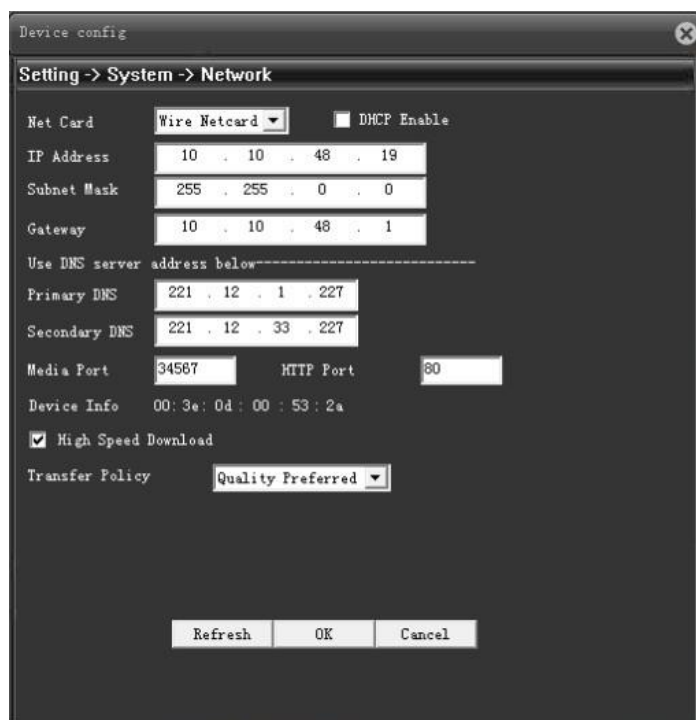 Device config
Setting -> System -> Network
Net Card Wire Netcard DHCP Enable
IP Address 10 . 10 . 48 . 19
Subnet Mask 255 . 255 . 0 . 0
Gateway 10 . 10 . 48 . 1
Use DNS server address below---------------------------
Primary DNS 221 . 12 . 1 . 227
Secondary DNS 221 . 12 . 33 . 227
Media Port 34567 HTTP Port 80
Device Info 00: 3e: 0d : 00 : 53 : 2a
High Speed Download
Transfer Policy Quality Preferred
Refresh OK Cancel